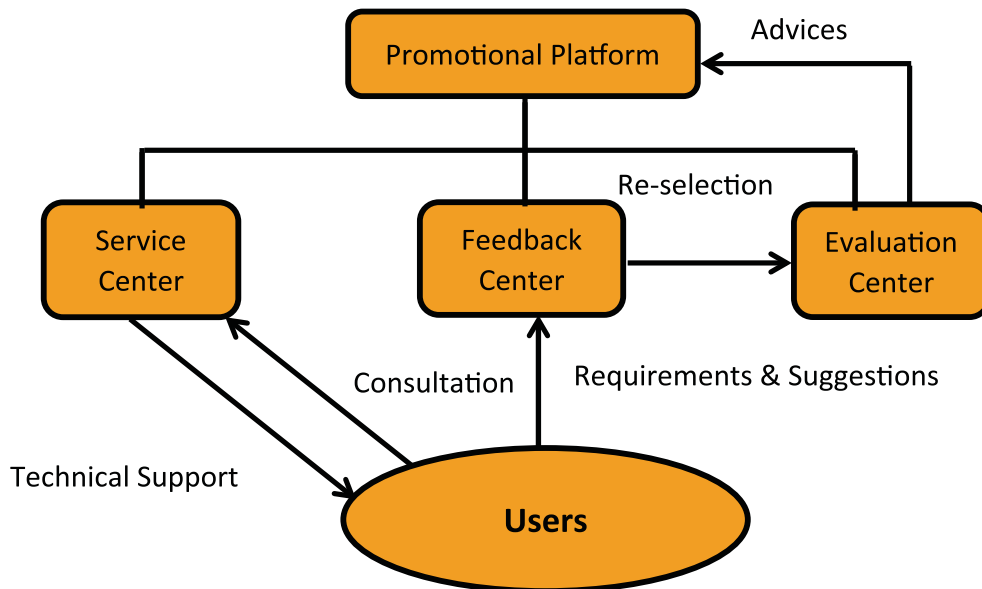 Advices
Promotional Platform
Re-selection
Service
Center
Feedback
Center
Evaluation
Center
Consultation
Requirements & Suggestions
Technical Support
Users